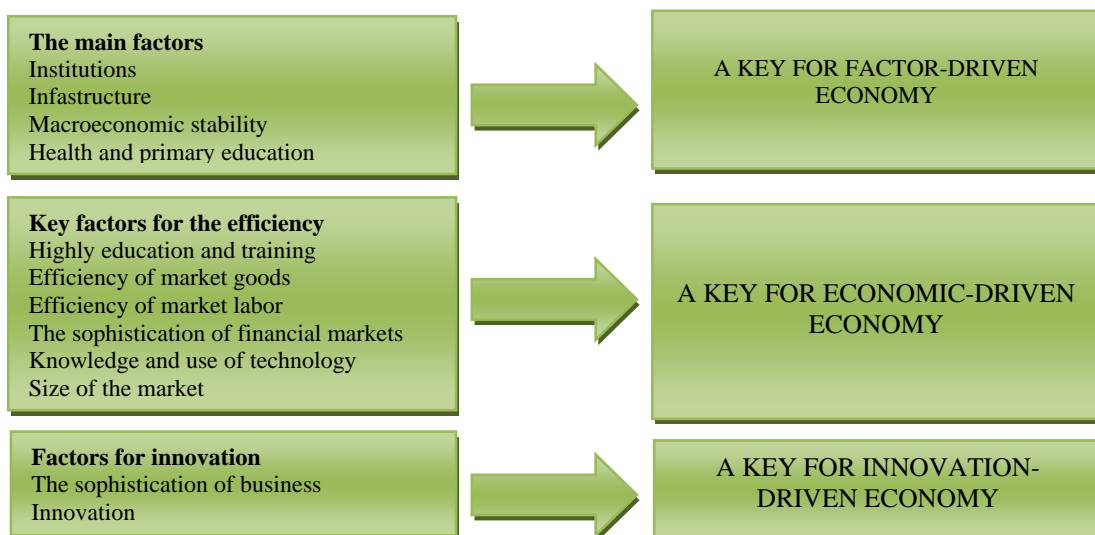 The main factors
Institutions
Infastructure
Macroeconomic stability
Health and primary education
A KEY FOR FACTOR-DRIVEN
ECONOMY
Key factors for the efficiency
Highly education and training
Efficiency of market goods
Efficiency of market labor
The sophistication of financial markets
Knowledge and use of technology
Size of the market
A KEY FOR ECONOMIC-DRIVEN
ECONOMY
Factors for innovation
The sophistication of business
Innovation
A KEY FOR INNOVATION-
DRIVEN ECONOMY